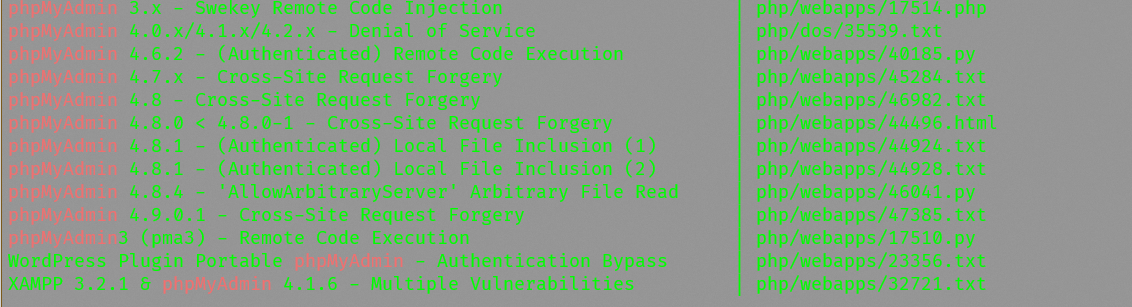 phpMyAdmin 3.x - Swekey Remote Code Injection | php/webapps/17514.php
phpMyAdmin 4.0.x/4.1.x/4.2.x - Denial of Service | php/dos/35539.txt
phpMyAdmin 4.6.2 - (Authenticated) Remote Code Execution | php/webapps/40185.py
phpMyAdmin 4.7.x - Cross-Site Request Forgery | php/webapps/45284.txt
phpMyAdmin 4.8 - Cross-Site Request Forgery | php/webapps/46982.txt
phpMyAdmin 4.8.0 < 4.8.0-1 - Cross-Site Request Forgery | php/webapps/44496.html
phpMyAdmin 4.8.1 - (Authenticated) Local File Inclusion (1) | php/webapps/44924.txt
phpMyAdmin 4.8.1 - (Authenticated) Local File Inclusion (2) | php/webapps/44928.txt
phpMyAdmin 4.8.4 - 'AllowArbitraryServer' Arbitrary File Read | php/webapps/46041.py
phpMyAdmin 4.9.0.1 - Cross-Site Request Forgery | php/webapps/47385.txt
phpMyAdmin3 (pma3) - Remote Code Execution | php/webapps/17510.py
WordPress Plugin Portable phpMyAdmin - Authentication Bypass | php/webapps/23356.txt
XAMPP 3.2.1 & phpMyAdmin 4.1.6 - Multiple Vulnerabilities | php/webapps/32721.txt